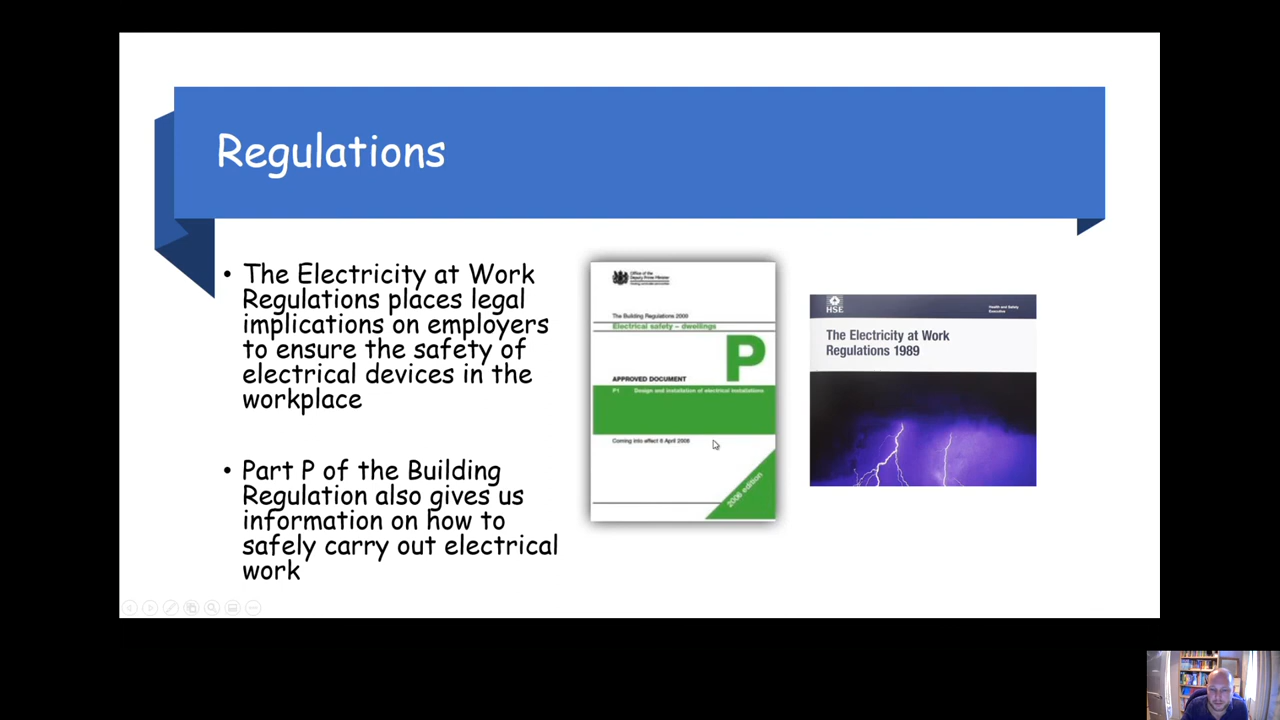 Regulations
• The Electricity at Work
Regulations places legal
implications on employers
to ensure the safety of
electrical devices in the
workplace
• Part P of the Building
Regulation also gives us
information on how to
safely carry out electrical
work
Office of the
Deputy Prime Minister
The Building Regulations 2000
Electrical safety – dwellings
P
APPROVED DOCUMENT
P1 Design and installation of electrical installations
Coming into effect 6 April 2006
2006 edition
HSE
Health and Safety
Executive
The Electricity at Work
Regulations 1989